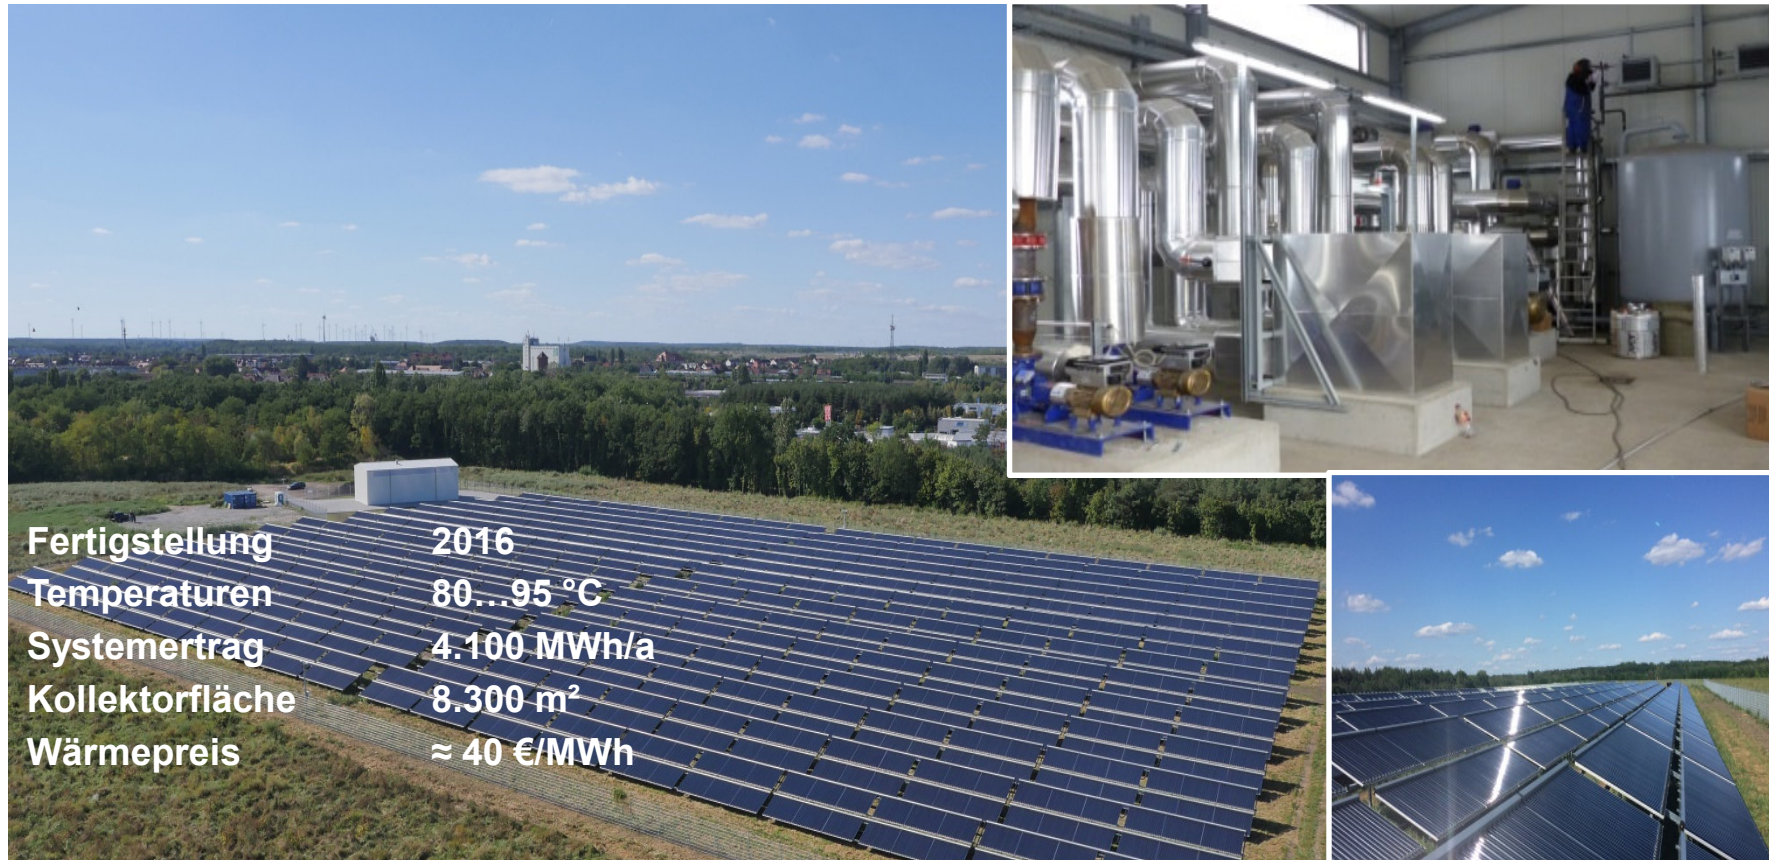 Fertigstellung 2016
Temperaturen 80…95 °C
Systemertrag 4.100 MWh/a
Kollektorfläche 8.300 m²
Wärmepreis ≈ 40 €/MWh